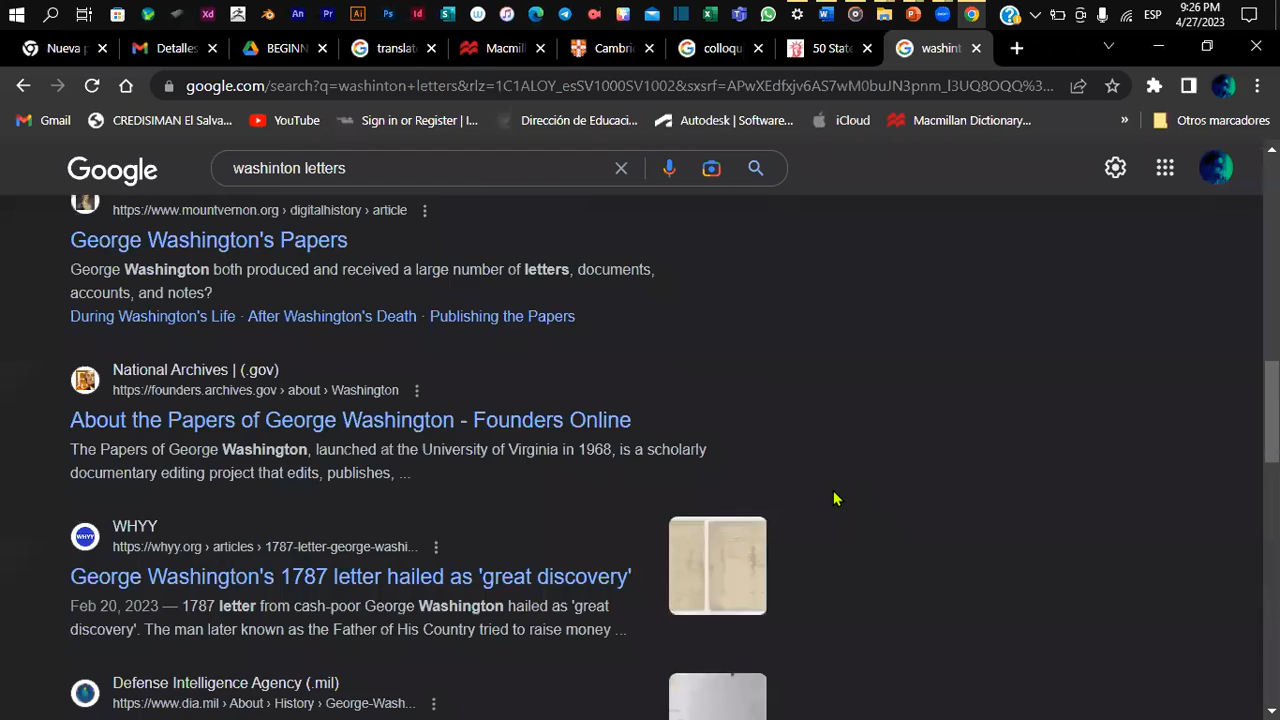 9:26 PM
ESP
4/27/2023
Nueva p
Detalles
BEGINN
translat
Macmill
Cambri
colloqu
50 State
washint
google.com/search?q=washinton+letters&rlz=1C1ALOY_esSV1000SV1002&sxsrf=APwXEdfxjv6AS7wM0buJN3pnm_l3UQ8OQQ%3...
Gmail
CREDISIMAN El Salva...
YouTube
Sign in or Register | I...
Dirección de Educaci...
Autodesk | Software...
iCloud
Macmillan Dictionary...
»
Otros marcadores
Google
washinton letters
https://www.mountvernon.org › digitalhistory › article
George Washington's Papers
George Washington both produced and received a large number of letters, documents,
accounts, and notes?
During Washington's Life · After Washington's Death · Publishing the Papers
National Archives | (.gov)
https://founders.archives.gov › about › Washington
About the Papers of George Washington - Founders Online
The Papers of George Washington, launched at the University of Virginia in 1968, is a scholarly
documentary editing project that edits, publishes, ...
WHYY
https://whyy.org › articles › 1787-letter-george-washi...
George Washington's 1787 letter hailed as 'great discovery'
Feb 20, 2023 — 1787 letter from cash-poor George Washington hailed as 'great
discovery'. The man later known as the Father of His Country tried to raise money ...
Defense Intelligence Agency (.mil)
https://www.dia.mil › About › History › George-Wash...